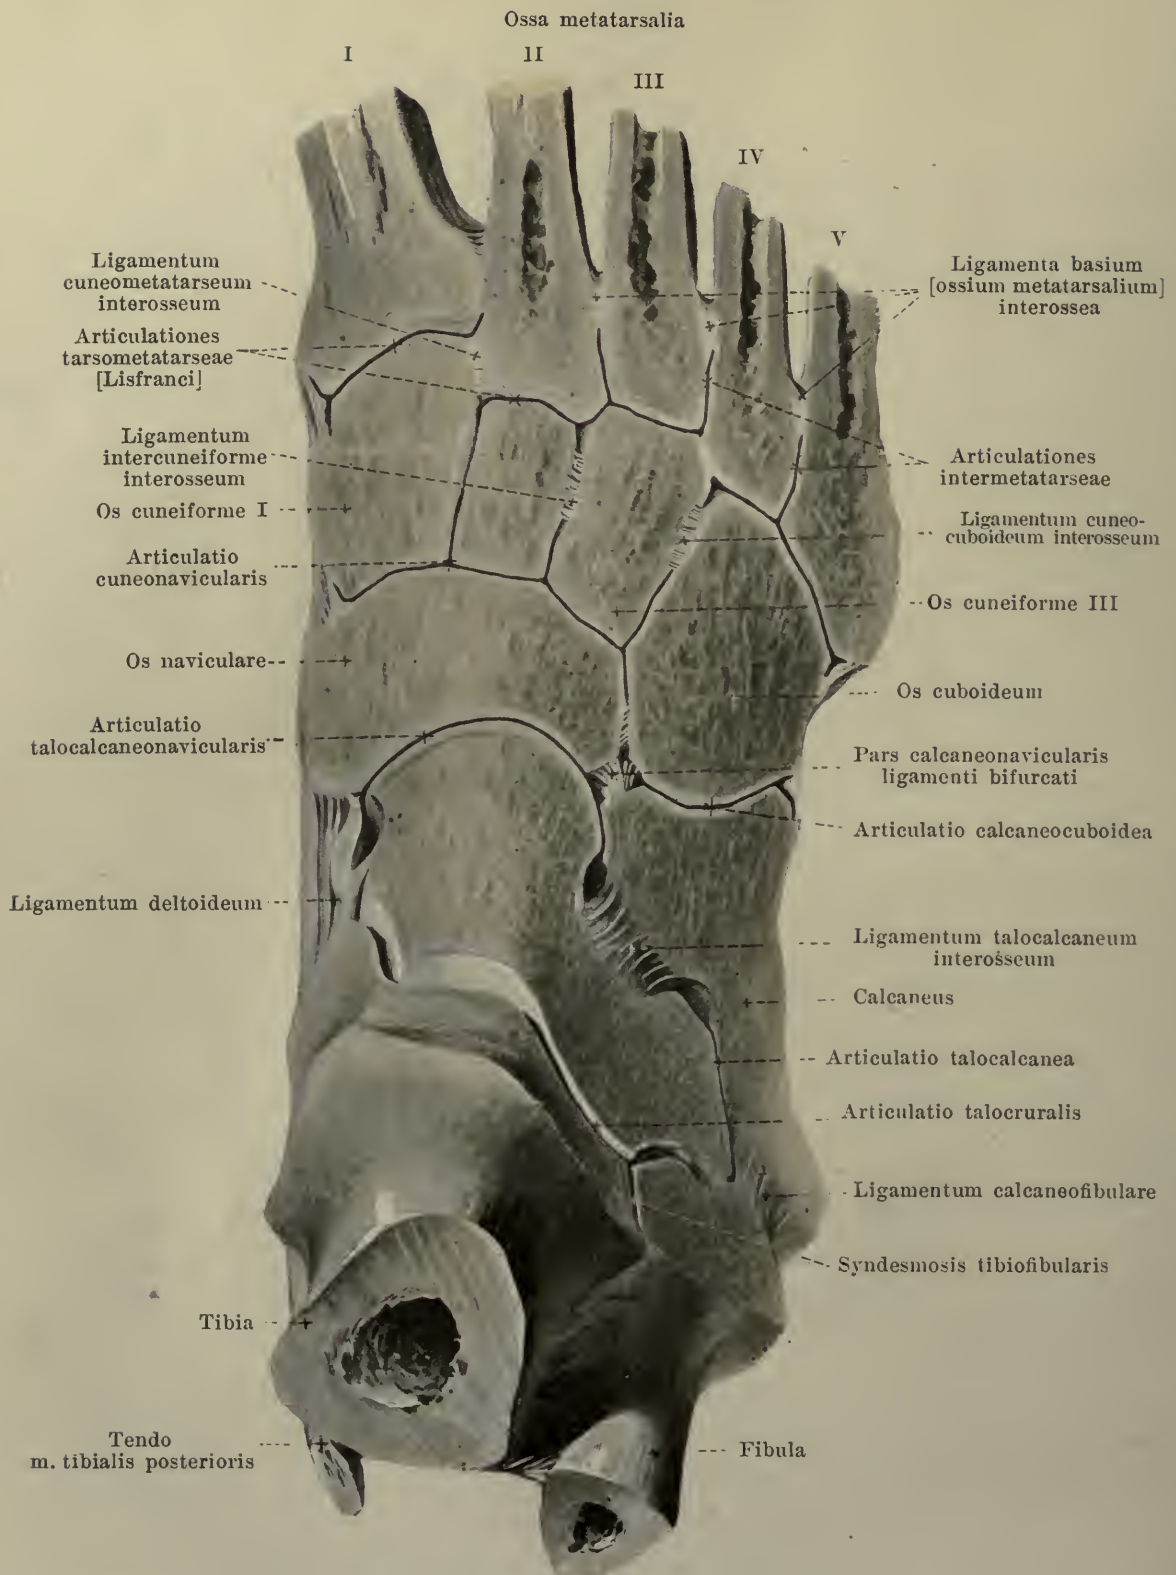 Ossa metatarsalia
I
II
III
IV
V
Ligamentum
cuneometatarseum
interosseum
Articulationes
tarsometatarseae
[Lisfranci]
Ligamentum
intercuneiforme
interosseum
Os cuneiforme I
Articulatio
cuneonavicularis
Os naviculare
Articulatio
talocalcaneonavicularis
Ligamentum deltoideum
Tibia
Tendo
m. tibialis posterioris
Ligamenta basium
[ossium metatarsalium]
interossea
Articulationes
intermetatarseae
Ligamentum cuneo-
cuboideum interosseum
Os cuneiforme III
Os cuboideum
Pars calcaneonavicularis
ligamenti bifurcati
Articulatio calcaneocuboidea
Ligamentum talocalcaneum
interosseum
Calcaneus
Articulatio talocalcanea
Articulatio talocruralis
Ligamentum calcaneofibulare
Syndesmosis tibiofibularis
Fibula